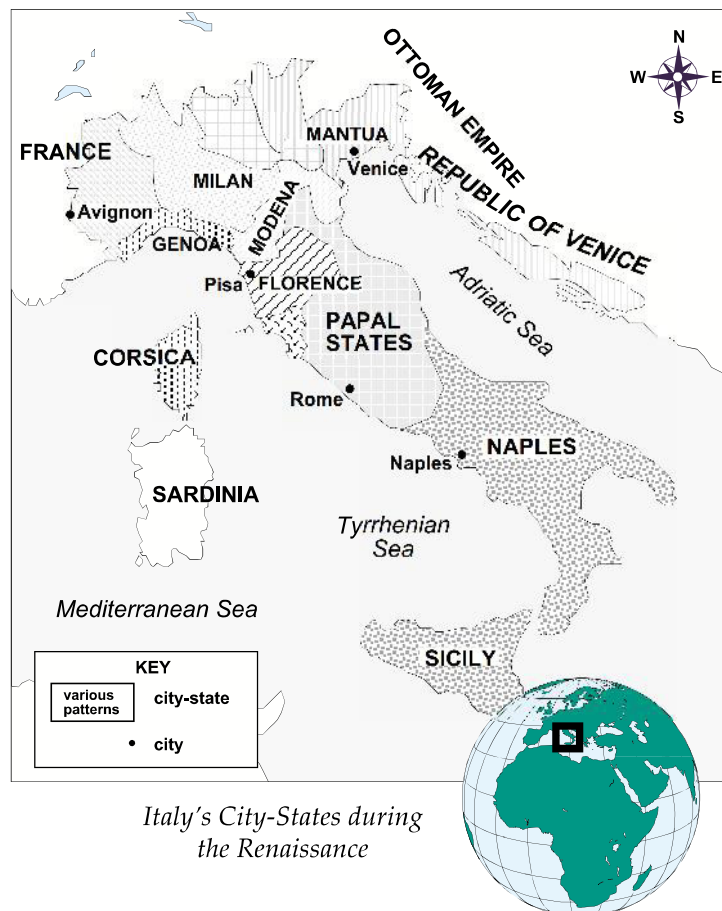 N
W E
S
OTTOMAN EMPIRE
REPUBLIC OF VENICE
FRANCE
MANTUA
Venice
MILAN
Avignon
MODENA
GENOA
Pisa
FLORENCE
Adriatic Sea
PAPAL
STATES
CORSICA
Rome
NAPLES
Naples
SARDINIA
Tyrrhenian
Sea
Mediterranean Sea
SICILY
KEY
various
patterns
city-state
city
Italy's City-States during
the Renaissance